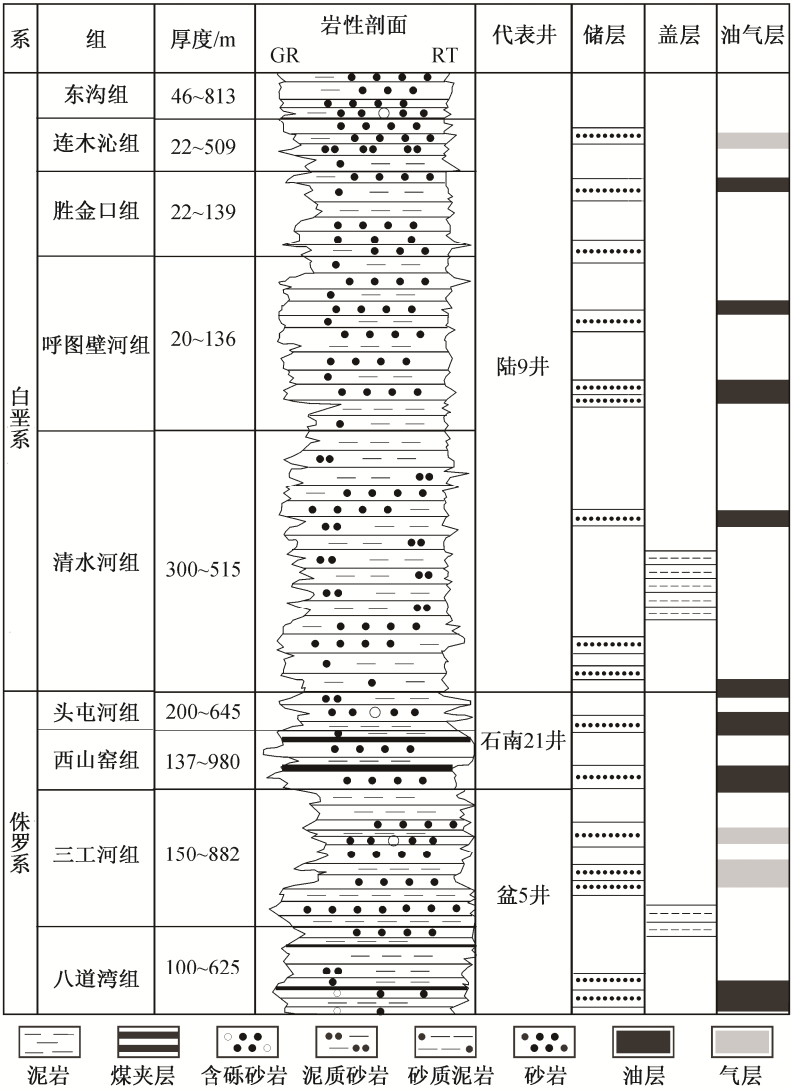 系 组 厚度/m 岩性剖面 代表井 储层 盖层 油气层
GR RT
东沟组 46~813
连木沁组 22~509
胜金口组 22~139
呼图壁河组 20~136
陆9井
白垩系
清水河组 300~515
头屯河组 200~645
石南21井
西山窑组 137~980
侏罗系
三工河组 150~882
盆5井
八道湾组 100~625
泥岩 煤夹层 含砾砂岩 泥质砂岩 砂质泥岩 砂岩 油层 气层